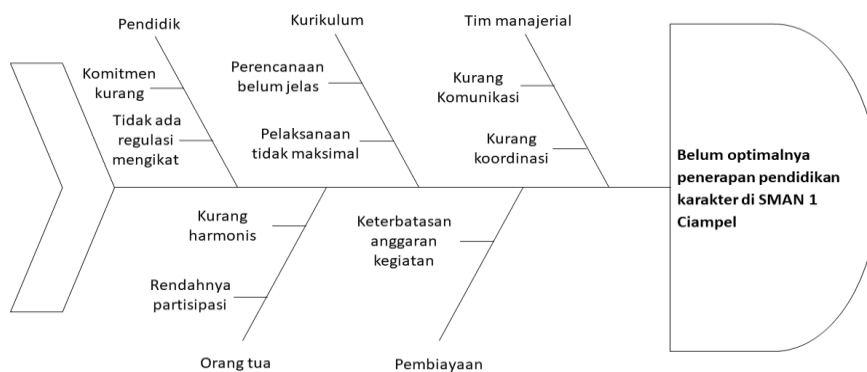 Pendidik
Kurikulum
Tim manajerial
Komitmen
kurang
Tidak ada
regulasi
mengikat
Perencanaan
belum jelas
Pelaksanaan
tidak maksimal
Kurang
Komunikasi
Kurang
koordinasi
Belum optimalnya
penerapan pendidikan
karakter di SMAN 1
Ciampel
Kurang
harmonis
Rendahnya
partisipasi
Keterbatasan
anggaran
kegiatan
Orang tua
Pembiayaan